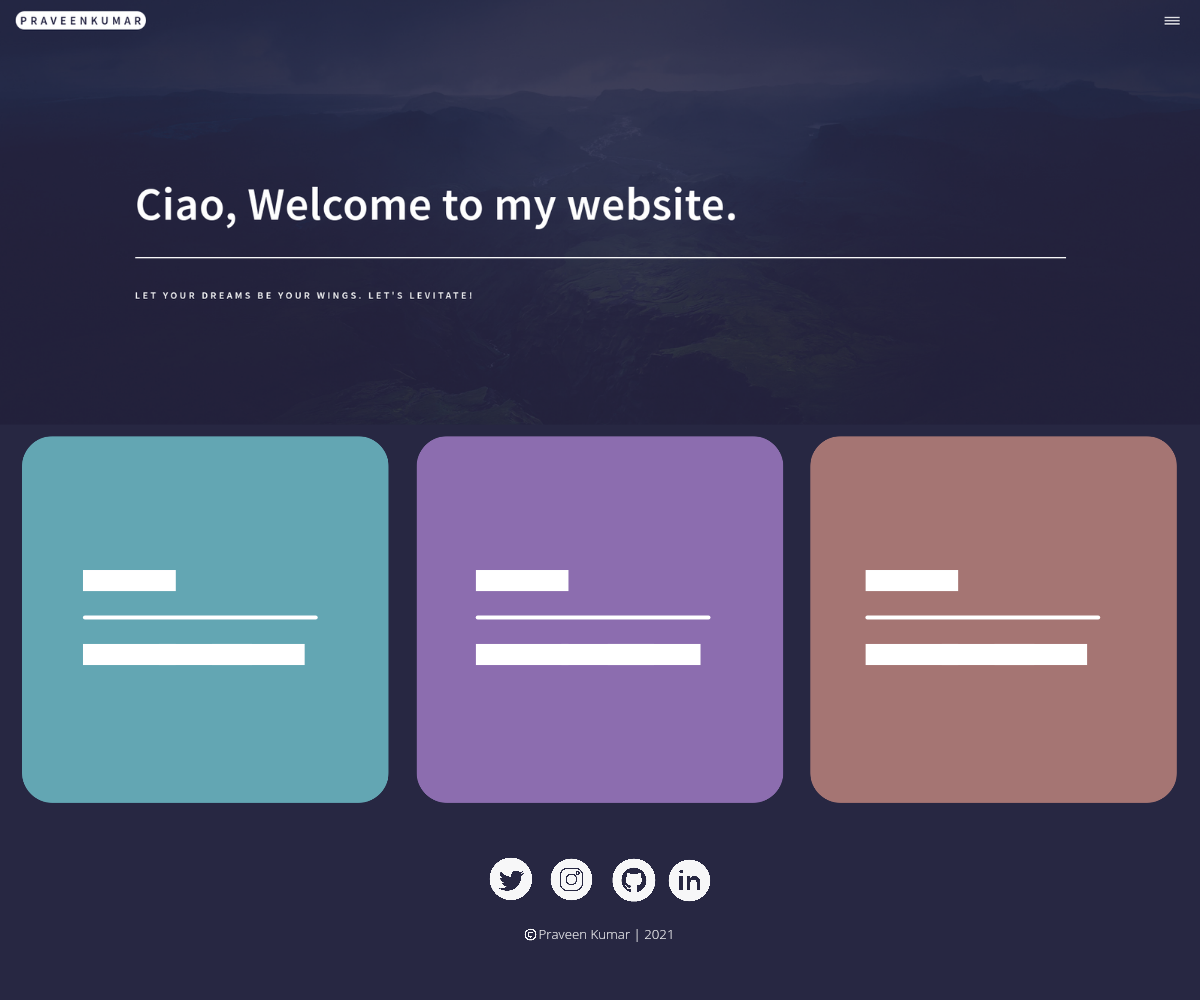 PRAVEENKUMAR
Ciao, Welcome to my website.
LET YOUR DREAMS BE YOUR WINGS. LET'S LEVITATE!
in
©Praveen Kumar | 2021